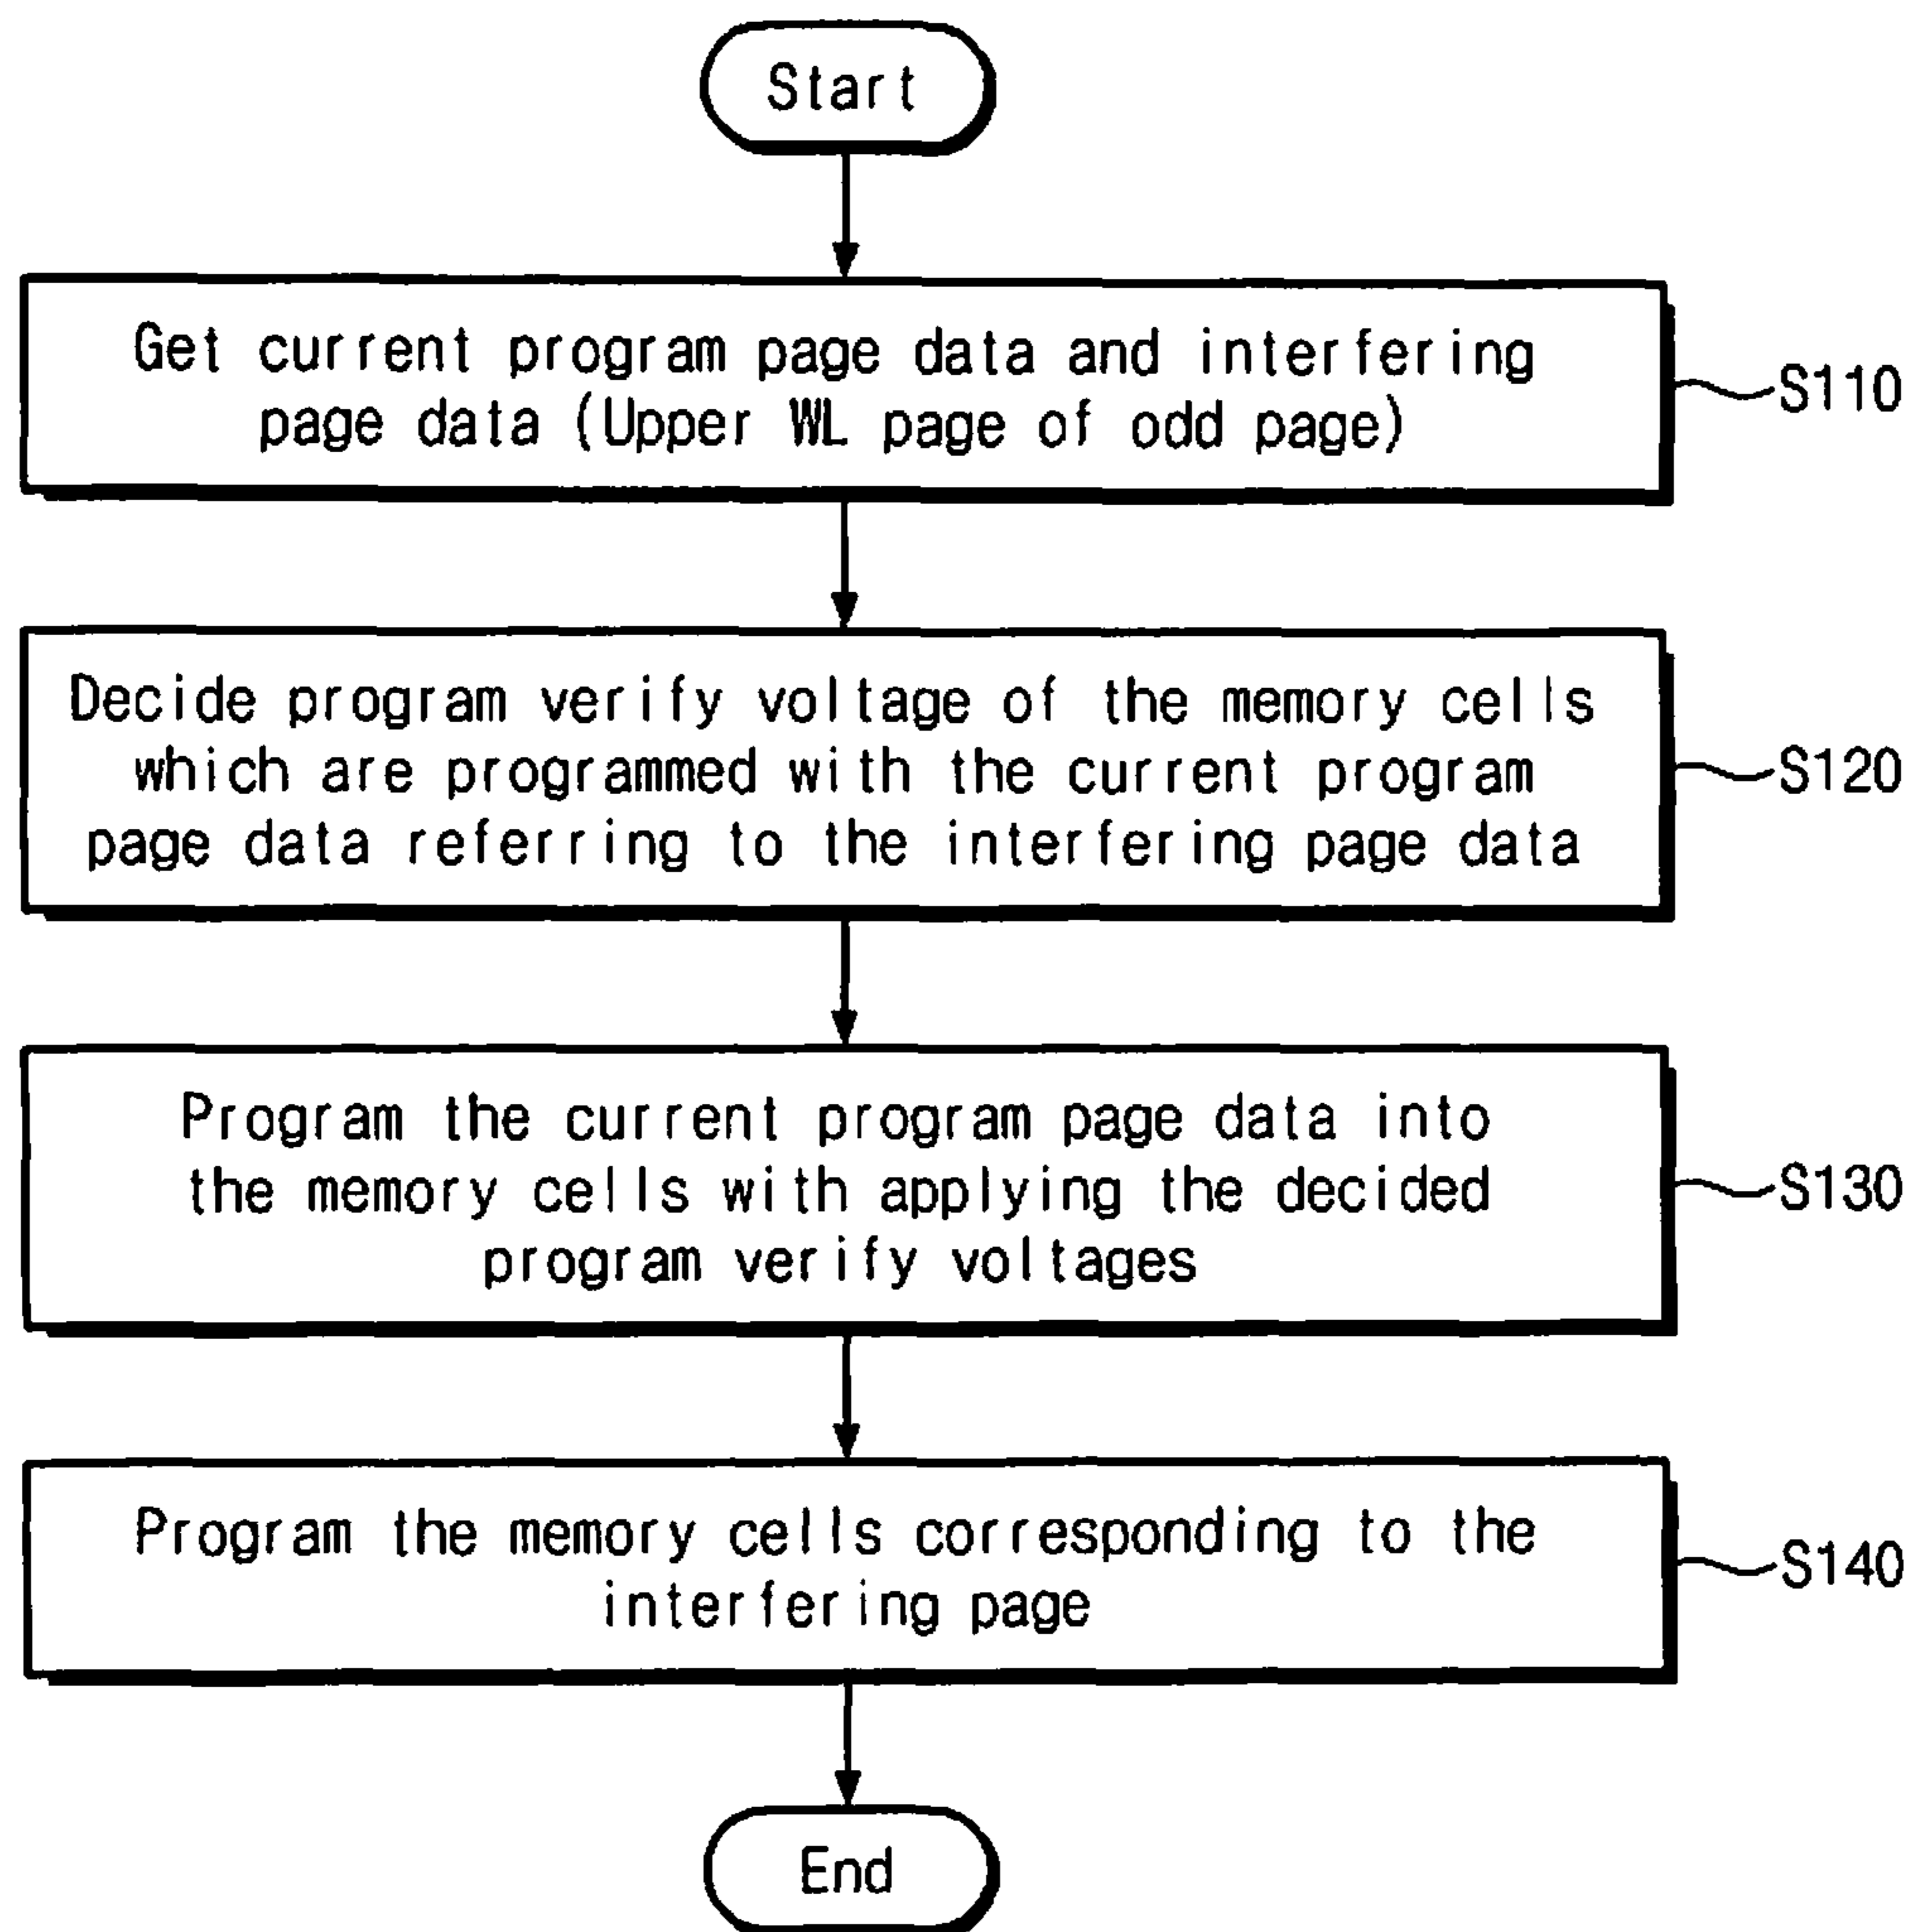 Start
Get current program page data and interfering
page data (Upper WL page of odd page)
S110
Decide program verify voltage of the memory cells
which are programmed with the current program
page data referring to the interfering page data
S120
Program the current program page data into
the memory cells with applying the decided
program verify voltages
S130
Program the memory cells corresponding to the
interfering page
S140
End